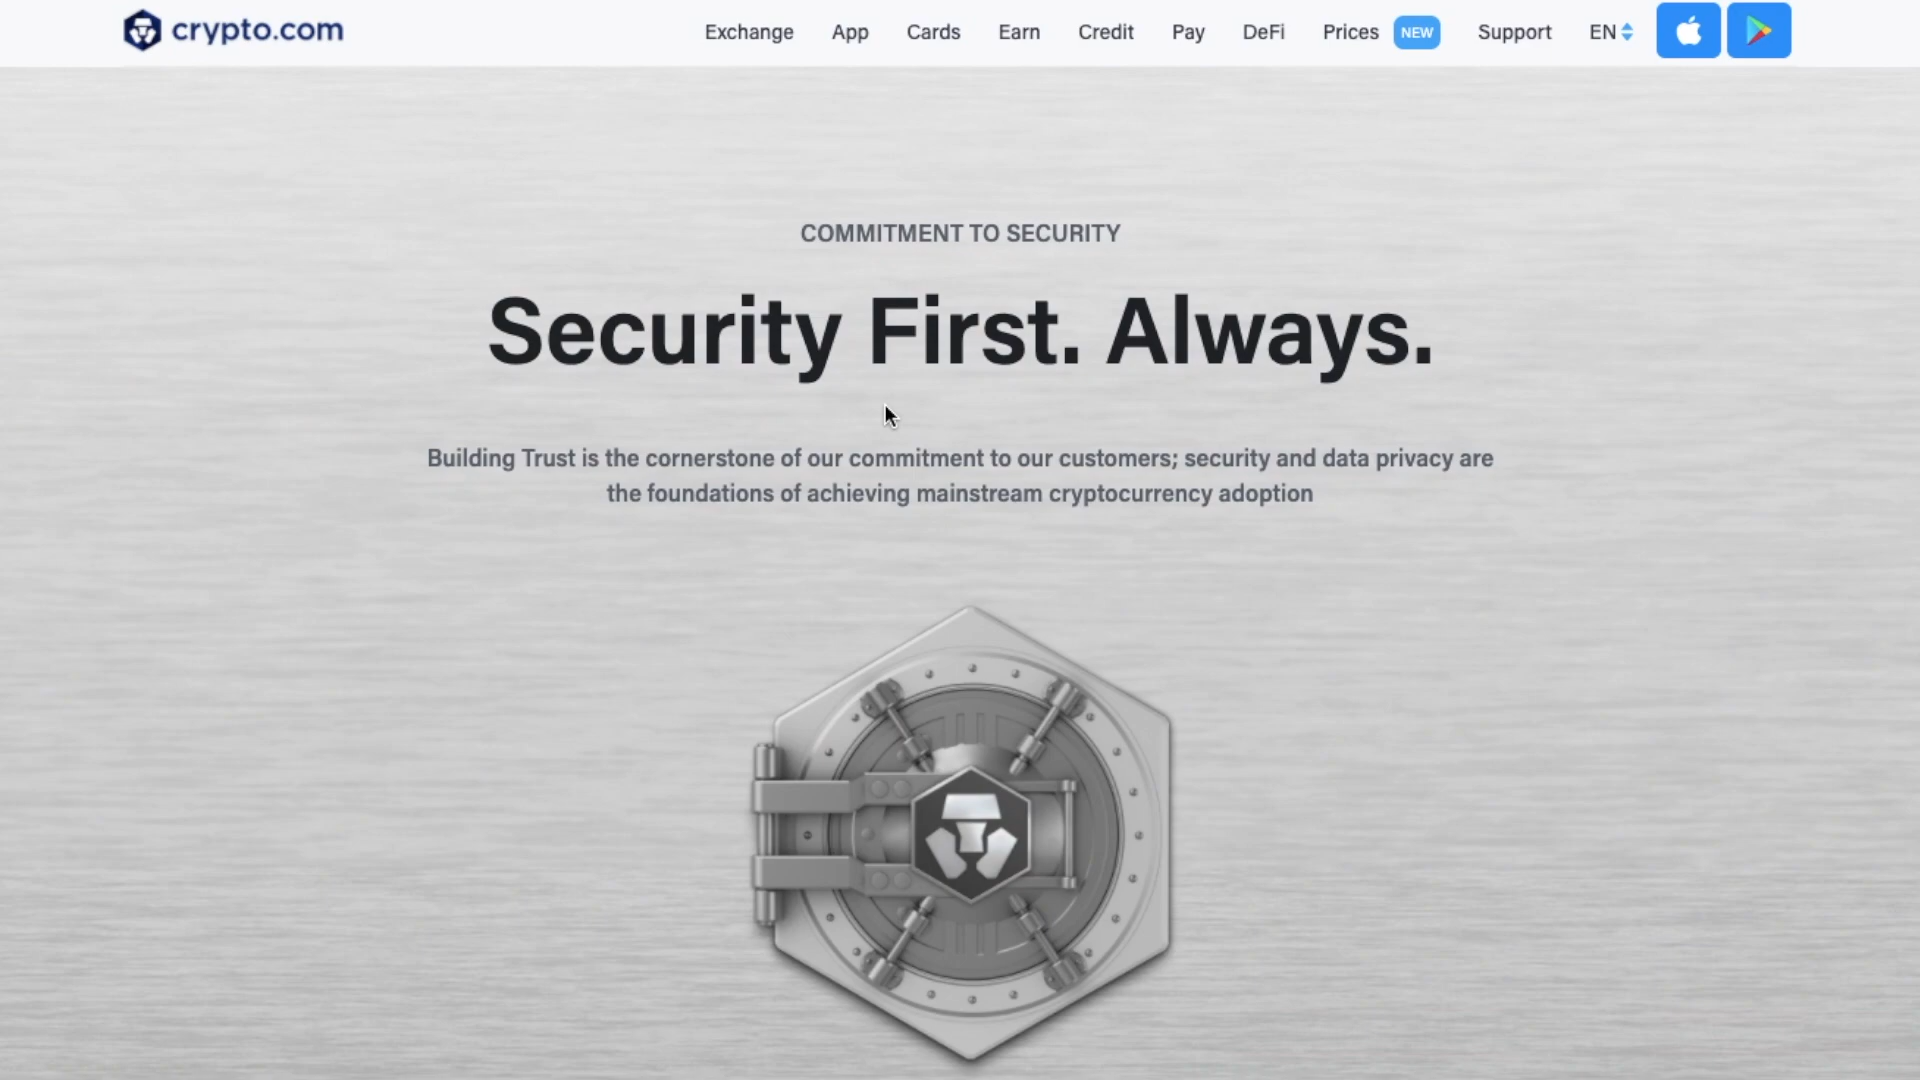 crypto.com
Exchange App Cards Earn Credit Pay DeFi Prices NEW Support EN
COMMITMENT TO SECURITY
Security First. Always.
Building Trust is the cornerstone of our commitment to our customers; security and data privacy are
the foundations of achieving mainstream cryptocurrency adoption